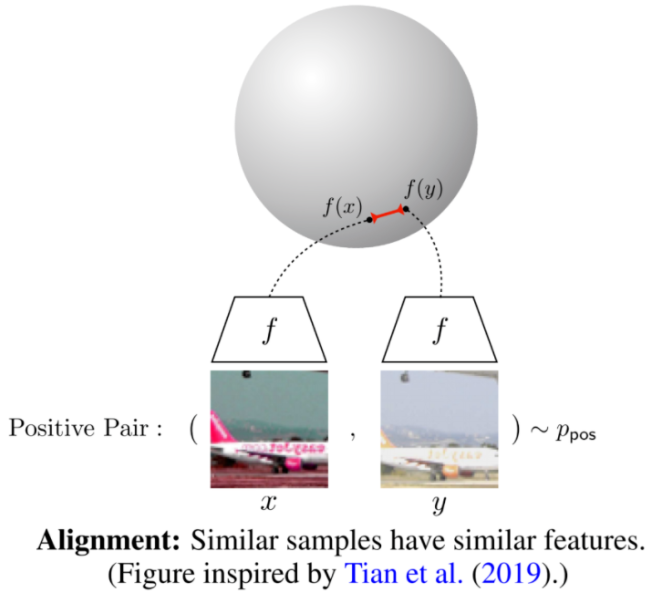 f(x) f(y)
f f
Positive Pair : ( , ) ∼ p_pos
x y
Alignment: Similar samples have similar features.
(Figure inspired by Tian et al. (2019).)